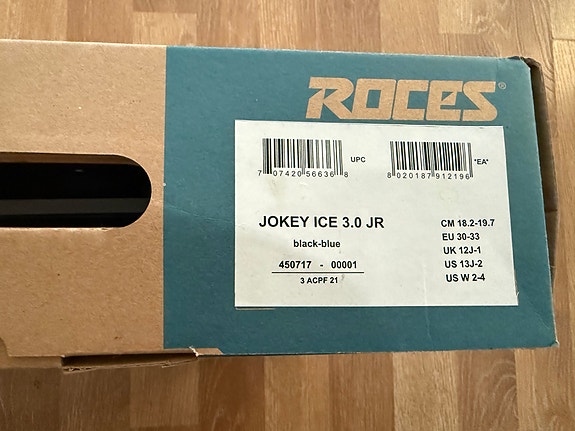 ROCES®
7 07420 56636 8 UPC
8 020187 912196 "EA"
JOKEY ICE 3.0 JR
black-blue
450717 - 00001
3 ACPF 21
CM 18.2-19.7
EU 30-33
UK 12J-1
US 13J-2
US W 2-4